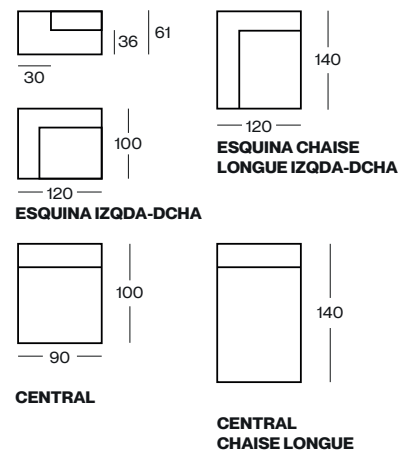 36
61
30
100
120
ESQUINA IZQDA-DCHA
140
120
ESQUINA CHAISE
LONGUE IZQDA-DCHA
100
90
CENTRAL
140
CENTRAL
CHAISE LONGUE